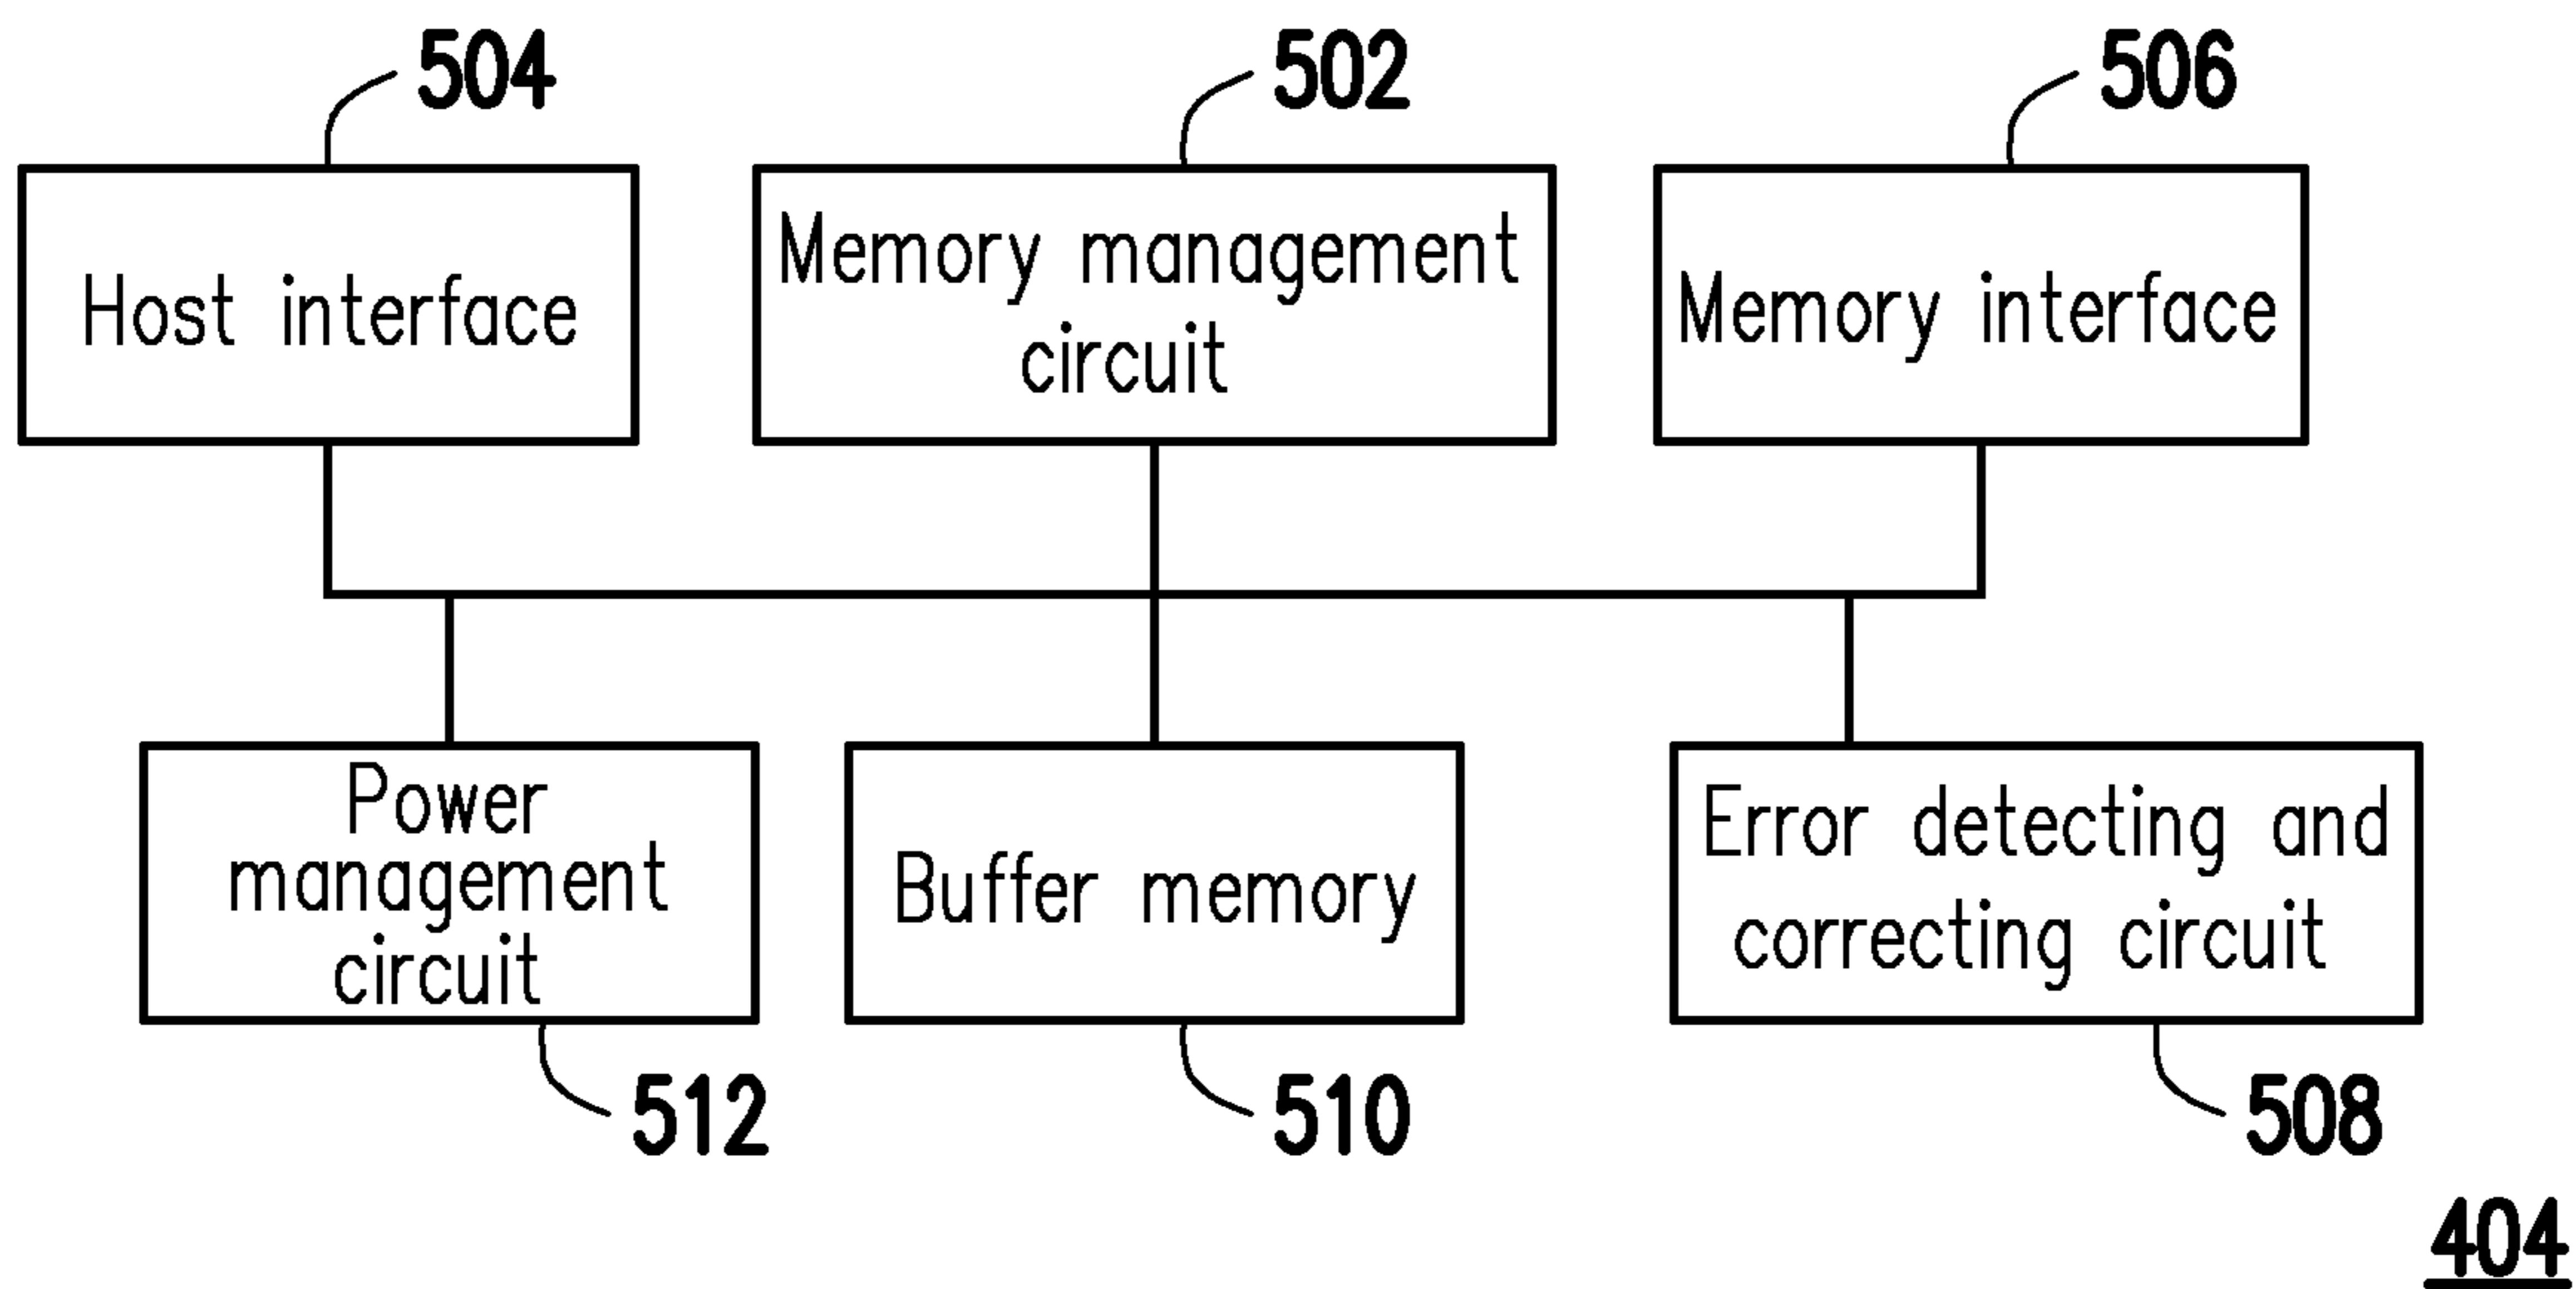 504
502
506
Host interface
Memory management
circuit
Memory interface
Power
management
circuit
Buffer memory
Error detecting and
correcting circuit
512
510
508
404